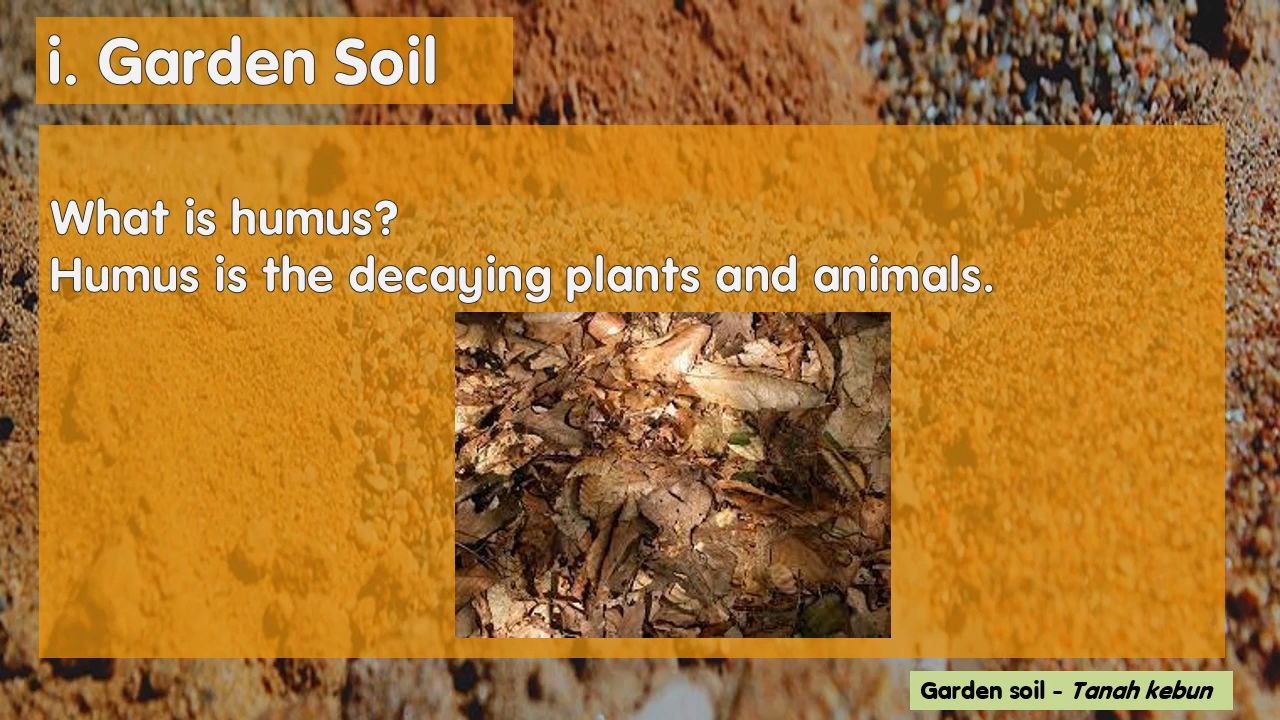 i. Garden Soil
What is humus?
Humus is the decaying plants and animals.
Garden soil - Tanah kebun